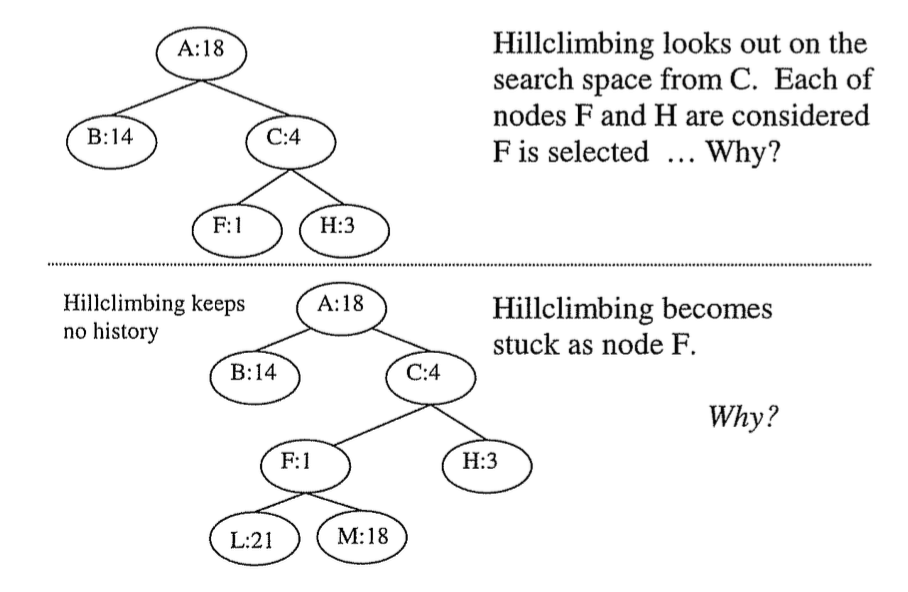 A:18
Hillclimbing looks out on the
search space from C. Each of
nodes F and H are considered
F is selected ... Why?
B:14
C:4
F:1
H:3
Hillclimbing keeps
no history
A:18
Hillclimbing becomes
stuck as node F.
B:14
C:4
Why?
F:1
H:3
L:21
M:18